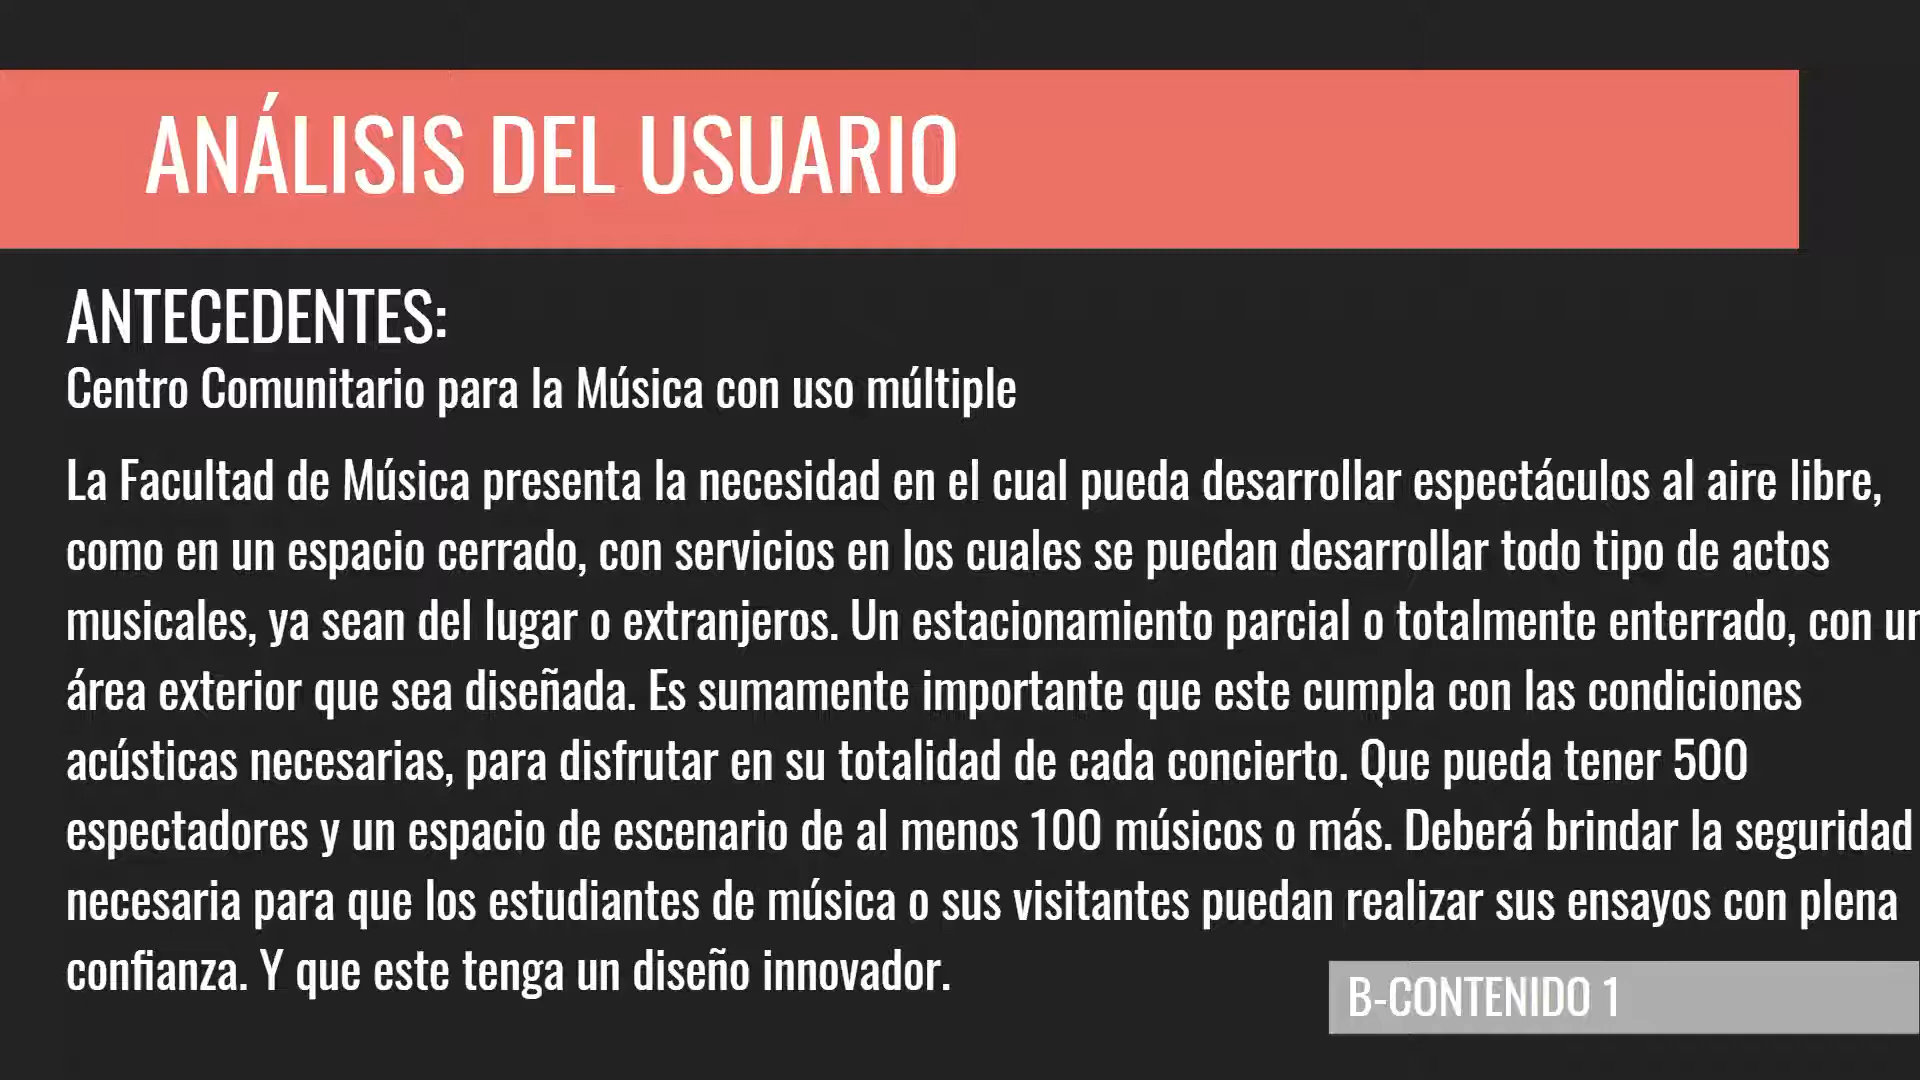 ANÁLISIS DEL USUARIO
ANTECEDENTES:
Centro Comunitario para la Música con uso múltiple
La Facultad de Música presenta la necesidad en el cual pueda desarrollar espectáculos al aire libre,
como en un espacio cerrado, con servicios en los cuales se puedan desarrollar todo tipo de actos
musicales, ya sean del lugar o extranjeros. Un estacionamiento parcial o totalmente enterrado, con un
área exterior que sea diseñada. Es sumamente importante que este cumpla con las condiciones
acústicas necesarias, para disfrutar en su totalidad de cada concierto. Que pueda tener 500
espectadores y un espacio de escenario de al menos 100 músicos o más. Deberá brindar la seguridad
necesaria para que los estudiantes de música o sus visitantes puedan realizar sus ensayos con plena
confianza. Y que este tenga un diseño innovador.
B-CONTENIDO 1